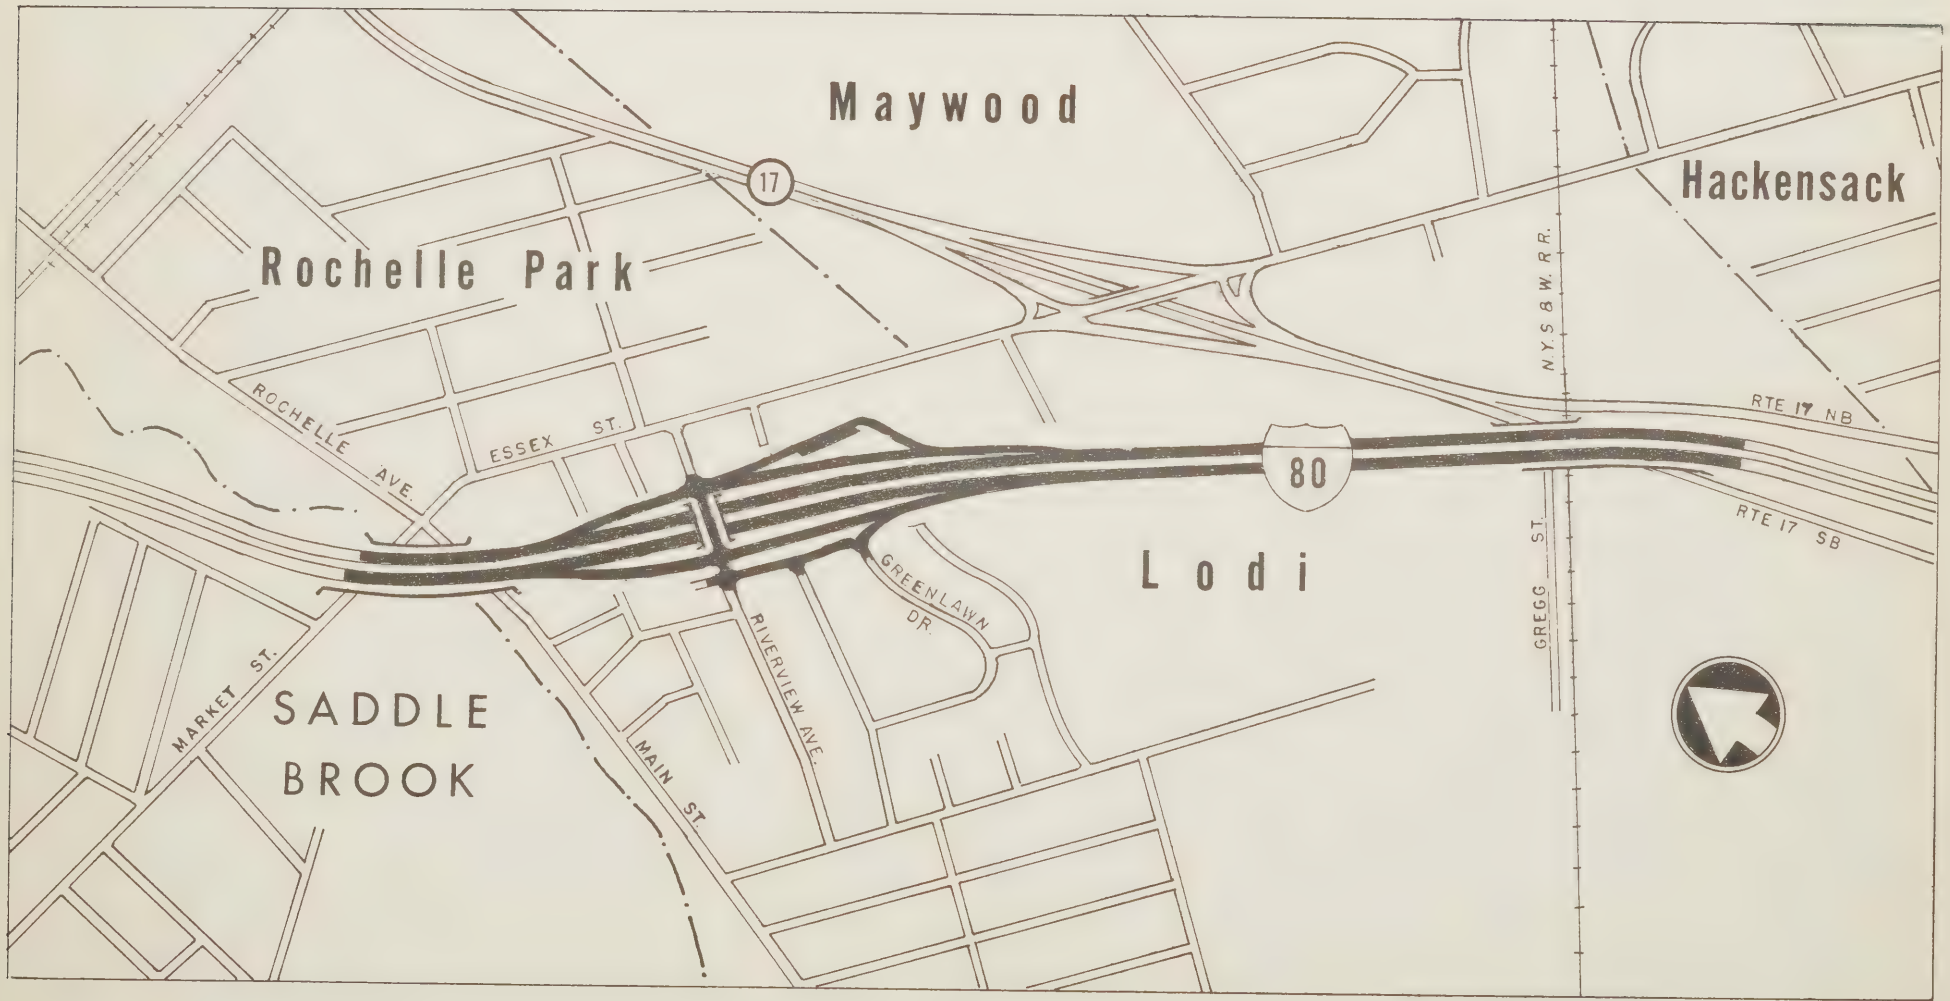 Maywood
17
Hackensack
Rochelle Park
N.Y. S & W. R R.
ROCHELLE AVE.
ESSEX ST.
RTE 17 NB
80
RTE 17 SB
GREGG ST.
Lodi
GREENLAWN
DR.
RIVERVIEW AVE.
MARKET ST.
SADDLE
BROOK
MAIN ST.